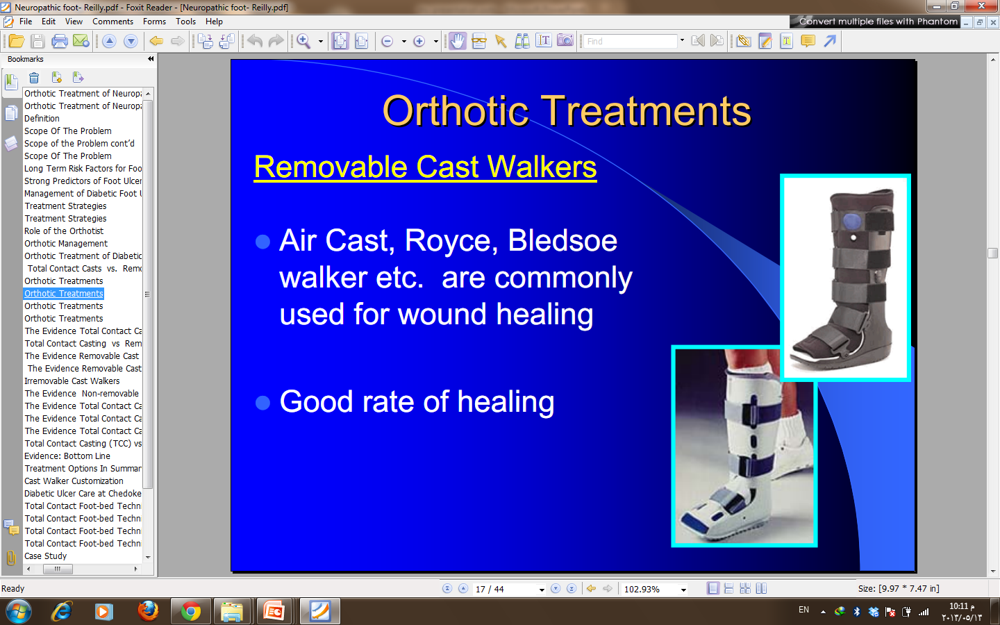 Neuropathic foot- Reilly.pdf - Foxit Reader - [Neuropathic foot- Reilly.pdf]
File Edit View Comments Forms Tools Help
Convert multiple files with Phantom
Find
Bookmarks
Orthotic Treatment of Neuropa
Orthotic Treatment of Neuropa
Definition
Scope Of The Problem
Scope of the Problem cont’d
Scope Of The Problem
Long Term Risk Factors for Foo
Strong Predictors of Foot Ulcer
Management of Diabetic Foot U
Treatment Strategies
Treatment Strategies
Role of the Orthotist
Orthotic Management
Orthotic Treatment of Diabetic
Total Contact Casts vs. Remo
Orthotic Treatments
Orthotic Treatments
Orthotic Treatments
Orthotic Treatments
The Evidence Total Contact Ca
Total Contact Casting vs Rem
The Evidence Removable Cast
The Evidence Removable Cast
Irremovable Cast Walkers
The Evidence Non-removable
The Evidence Total Contact Ca
The Evidence Total Contact Ca
The Evidence Total Contact Ca
Total Contact Casting (TCC) vs
Evidence: Bottom Line
Treatment Options In Summar
Cast Walker Customization
Diabetic Ulcer Care at Chedoke
Total Contact Foot-bed Techn
Total Contact Foot-bed Techn
Total Contact Foot-bed Techn
Total Contact Foot-bed Techn
Case Study
Orthotic Treatments
Removable Cast Walkers
Air Cast, Royce, Bledsoe
walker etc. are commonly
used for wound healing
Good rate of healing
Ready
17 / 44
102.93%
Size: [9.97 * 7.47 in]
EN
10:11 م
٢٠١٣/٠٥/١٣